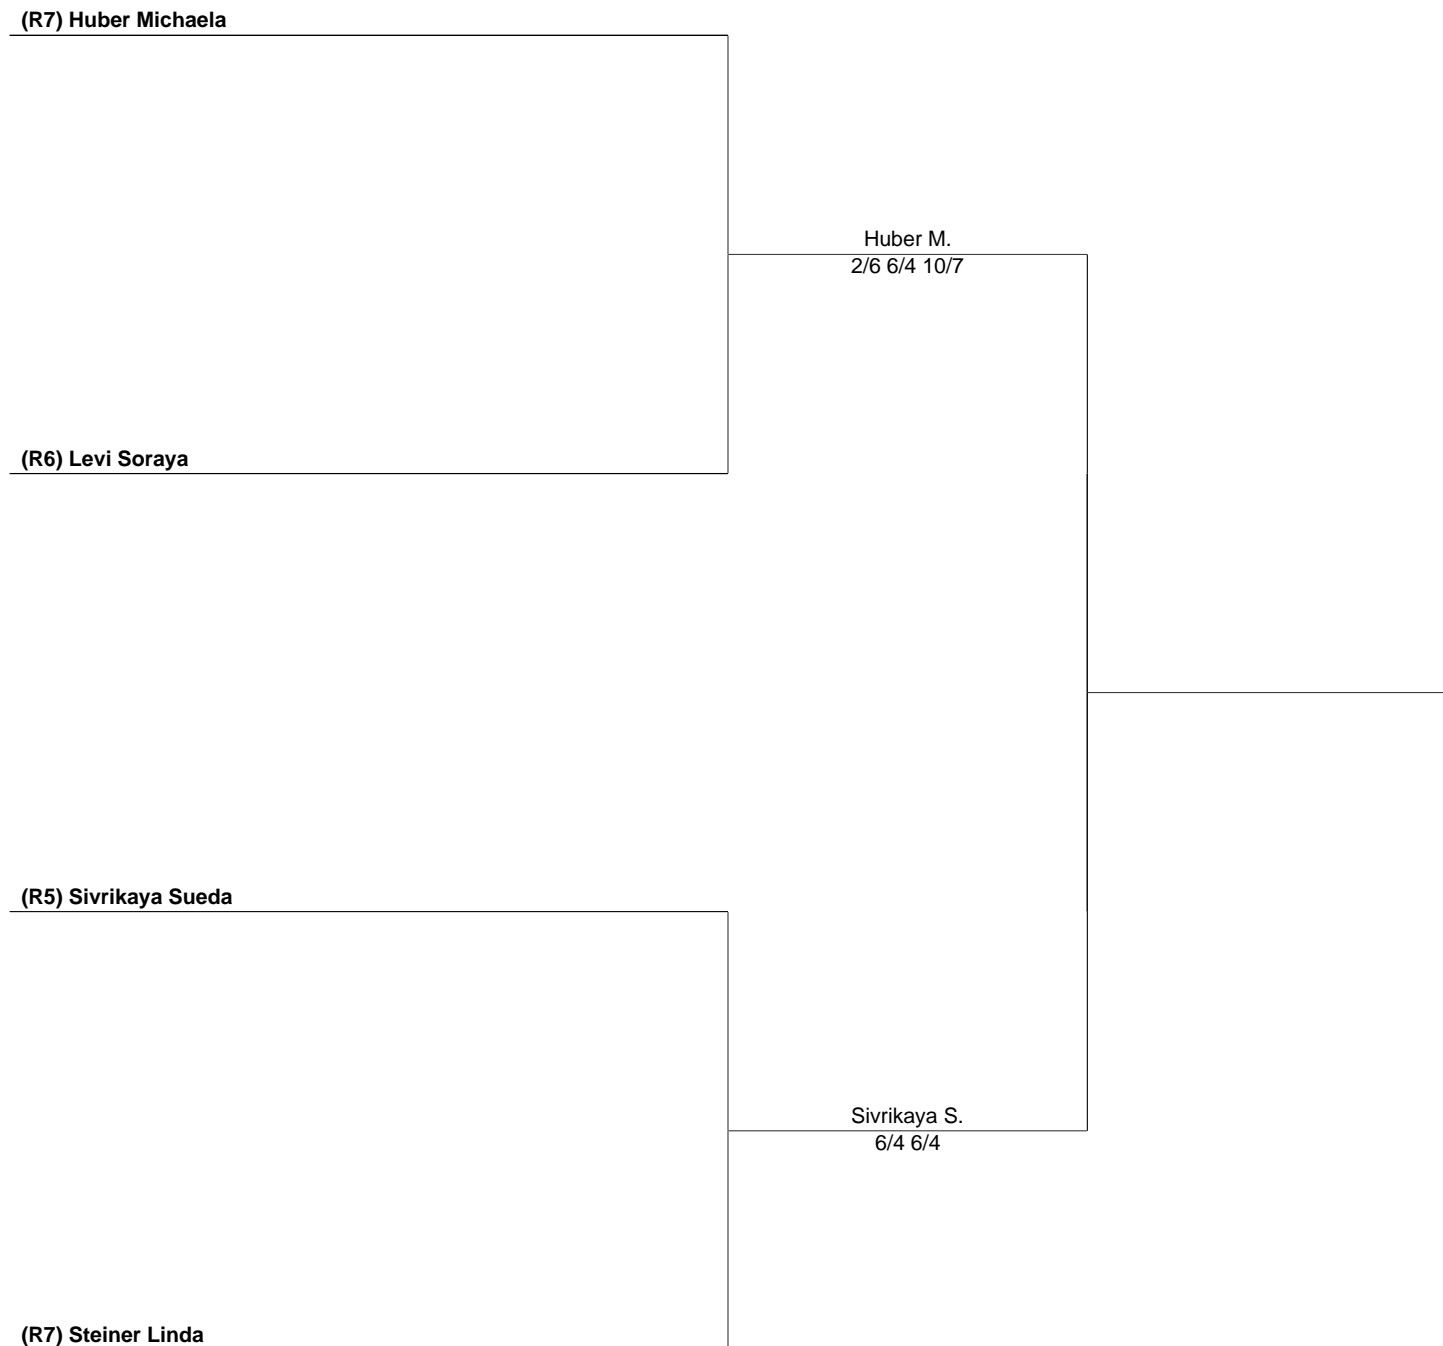 (R7) Huber Michaela
Huber M.
2/6 6/4 10/7
(R6) Levi Soraya
(R5) Sivrikaya Sueda
Sivrikaya S.
6/4 6/4
(R7) Steiner Linda